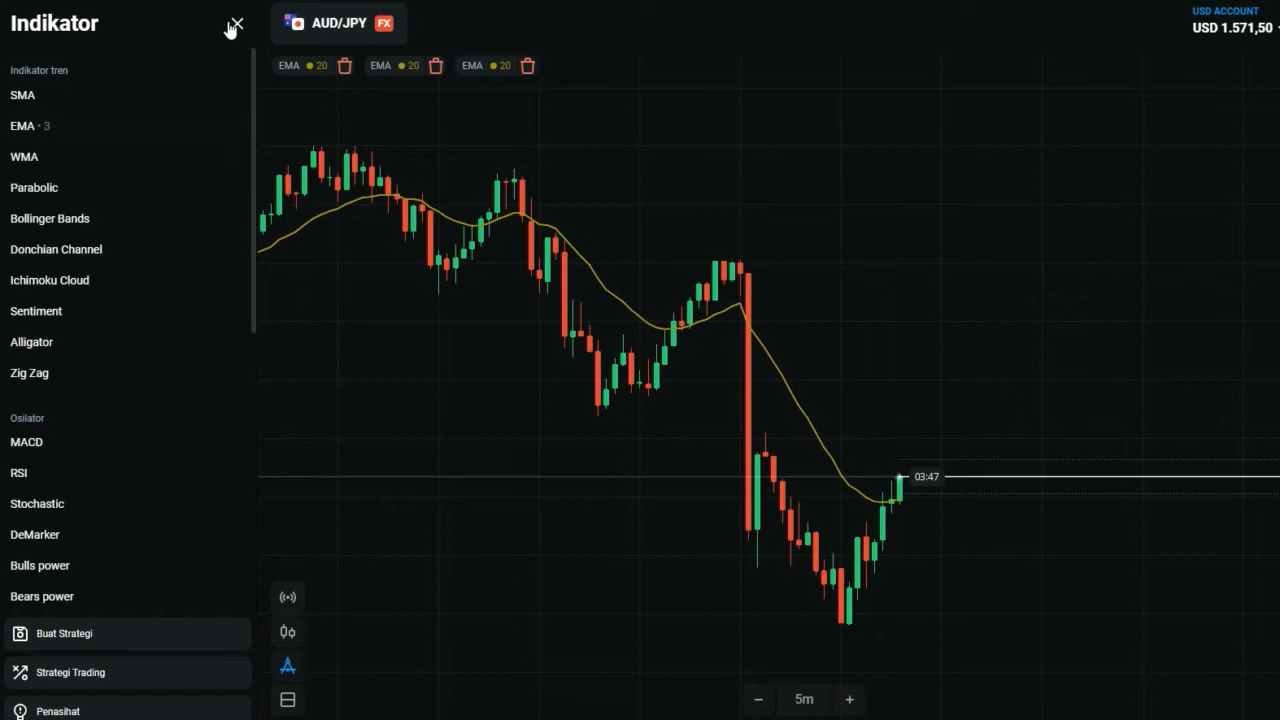 Indikator
AUD/JPY FX
USD ACCOUNT
USD 1.571,50
EMA 20 EMA 20 EMA 20
Indikator tren
SMA
EMA • 3
WMA
Parabolic
Bollinger Bands
Donchian Channel
Ichimoku Cloud
Sentiment
Alligator
Zig Zag
Osilator
MACD
RSI
Stochastic
DeMarker
Bulls power
Bears power
Buat Strategi
Strategi Trading
Penasihat
03:47
− 5m +